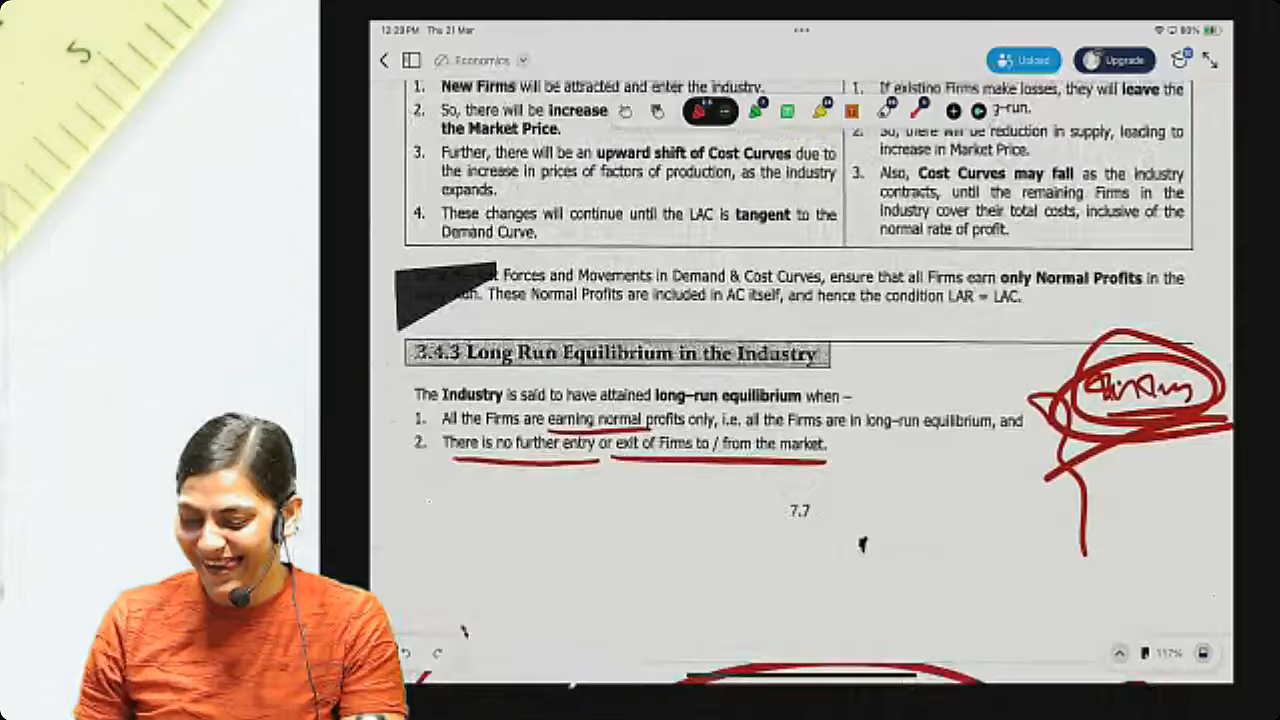 5
12:23PM Thu 21 Mar
80%
Economics
Upload
Upgrade
1. New Firms will be attracted and enter the industry.
2. So, there will be increase
the Market Price.
3. Further, there will be an upward shift of Cost Curves due to
the increase in prices of factors of production, as the industry
expands.
4. These changes will continue until the LAC is tangent to the
Demand Curve.
1. If existing Firms make losses, they will leave the
2. So, there will be reduction in supply, leading to
increase in Market Price.
3. Also, Cost Curves may fall as the industry
contracts, until the remaining Firms in the
industry cover their total costs, inclusive of the
normal rate of profit.
Forces and Movements in Demand & Cost Curves, ensure that all Firms earn only Normal Profits in the
These Normal Profits are included in AC itself, and hence the condition LAR = LAC.
3.4.3 Long Run Equilibrium in the Industry
The Industry is said to have attained long-run equilibrium when –
1. All the Firms are earning normal profits only, i.e. all the Firms are in long-run equilibrium, and
2. There is no further entry or exit of Firms to / from the market.
7.7
117%